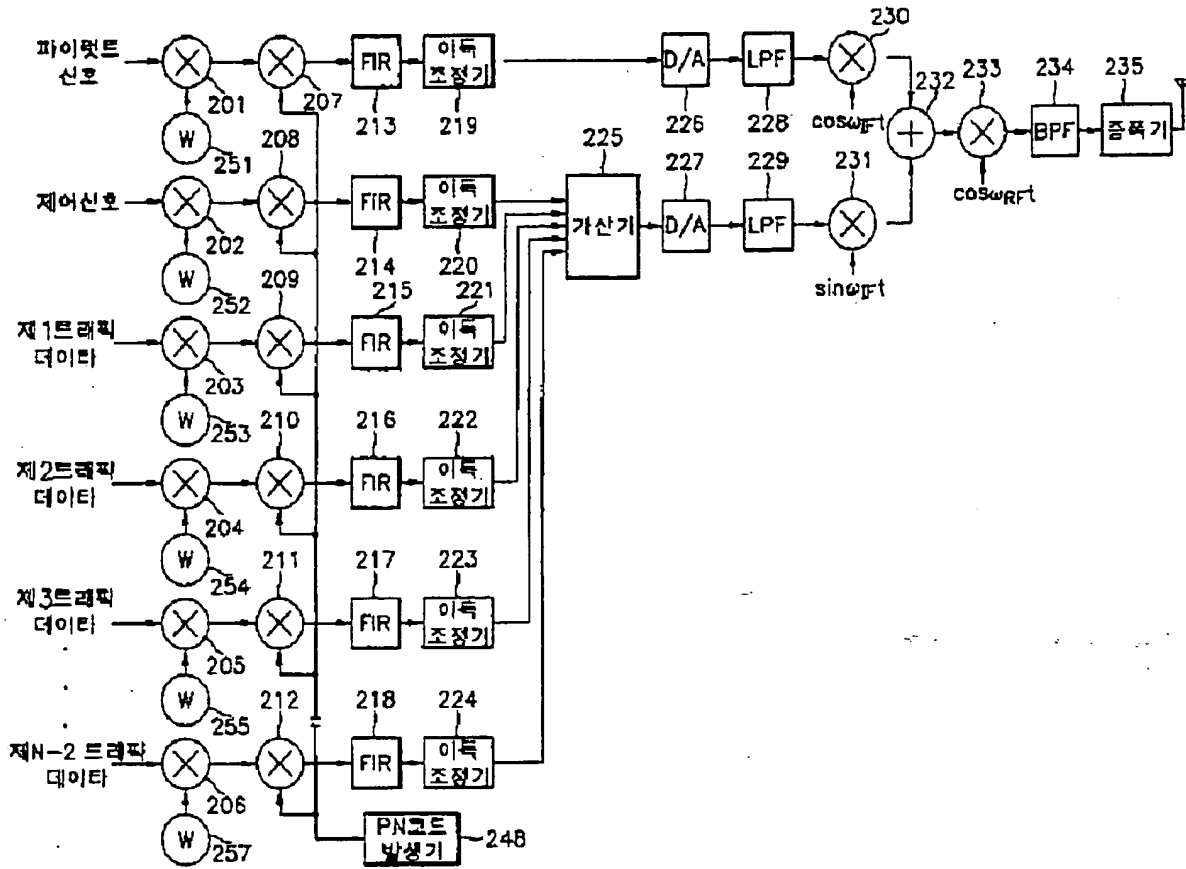 파이럿트
신호
201
207
FIR
213
이득
조정기
219
D/A
226
LPF
228
230
cosωIFt
232
233
cosωRFt
234
BPF
235
증폭기
W
251
208
225
227
229
231
제어신호
202
FIR
214
이득
조정기
220
가산기
D/A
LPF
sinωIFt
W
252
209
215
221
제1트래픽
데이타
203
FIR
이득
조정기
W
253
210
216
222
제2트래픽
데이타
204
FIR
이득
조정기
W
254
211
217
223
제3트래픽
데이타
205
FIR
이득
조정기
W
255
212
218
224
제N-2 트래픽
데이타
206
FIR
이득
조정기
W
257
PN코드
발생기
248